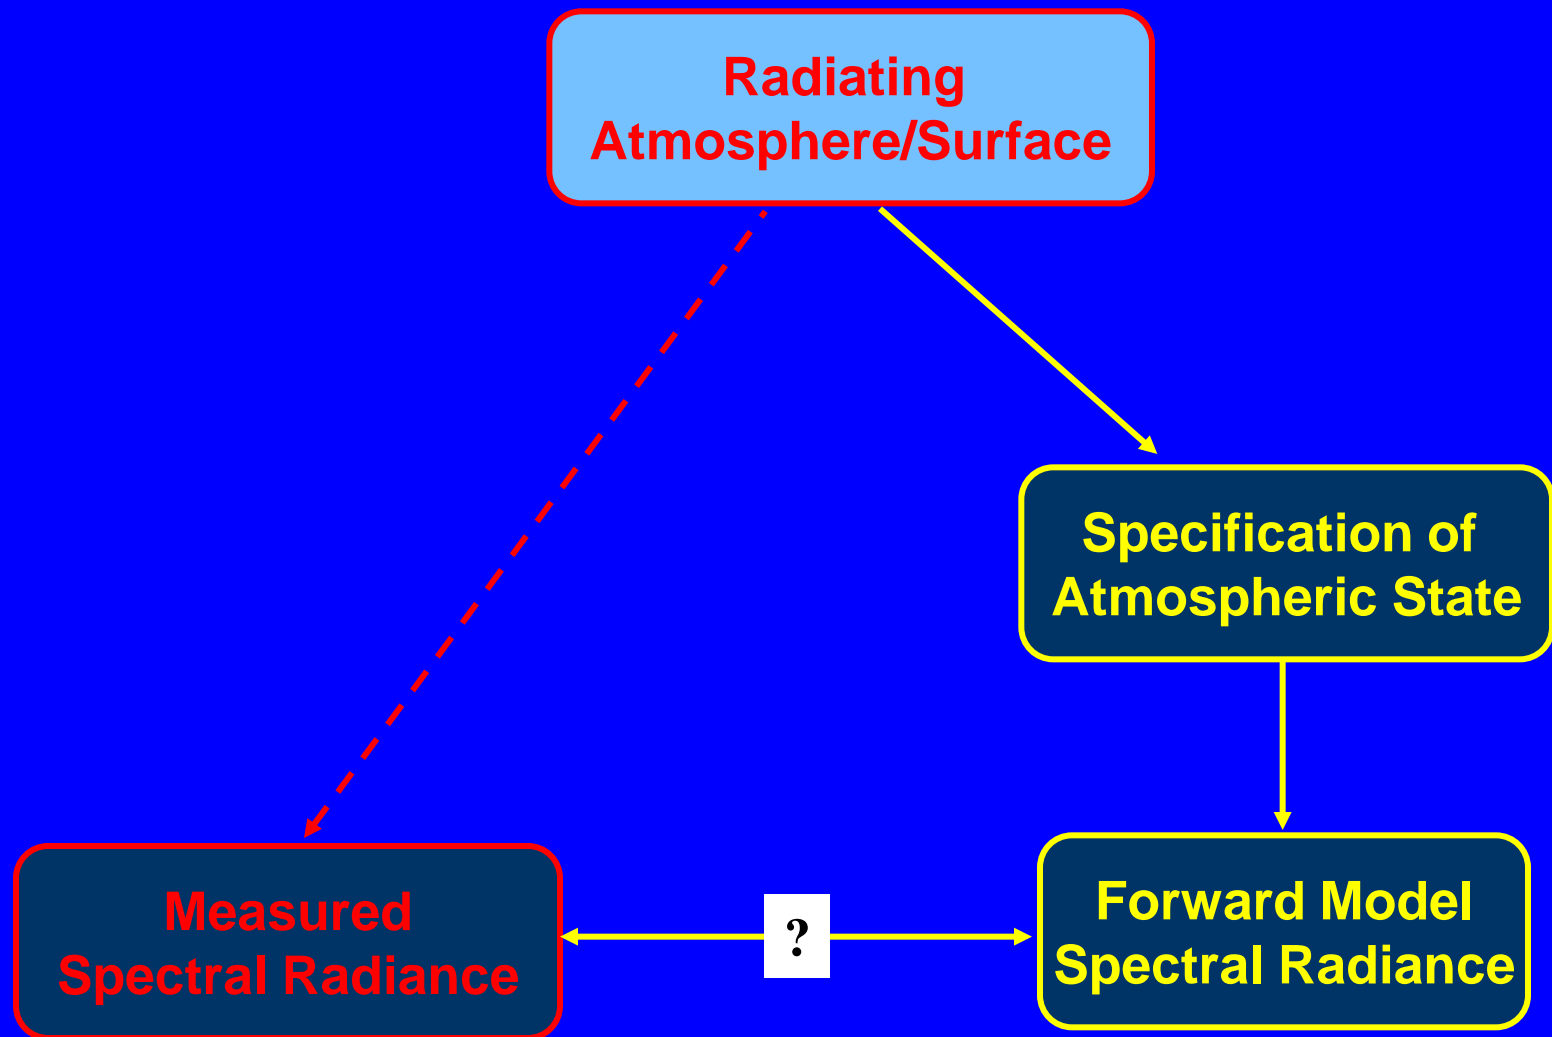 Radiating
Atmosphere/Surface
Specification of
Atmospheric State
Measured
Spectral Radiance
?
Forward Model
Spectral Radiance